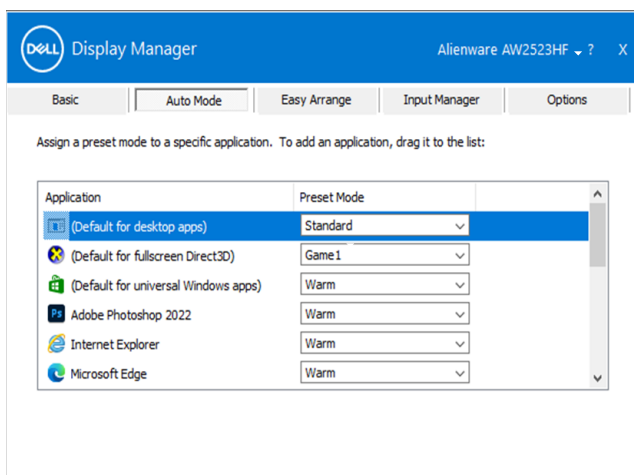 DELL Display Manager Alienware AW2523HF ? X
Basic Auto Mode Easy Arrange Input Manager Options
Assign a preset mode to a specific application. To add an application, drag it to the list:
Application Preset Mode
(Default for desktop apps) Standard
(Default for fullscreen Direct3D) Game1
(Default for universal Windows apps) Warm
Ps Adobe Photoshop 2022 Warm
Internet Explorer Warm
Microsoft Edge Warm